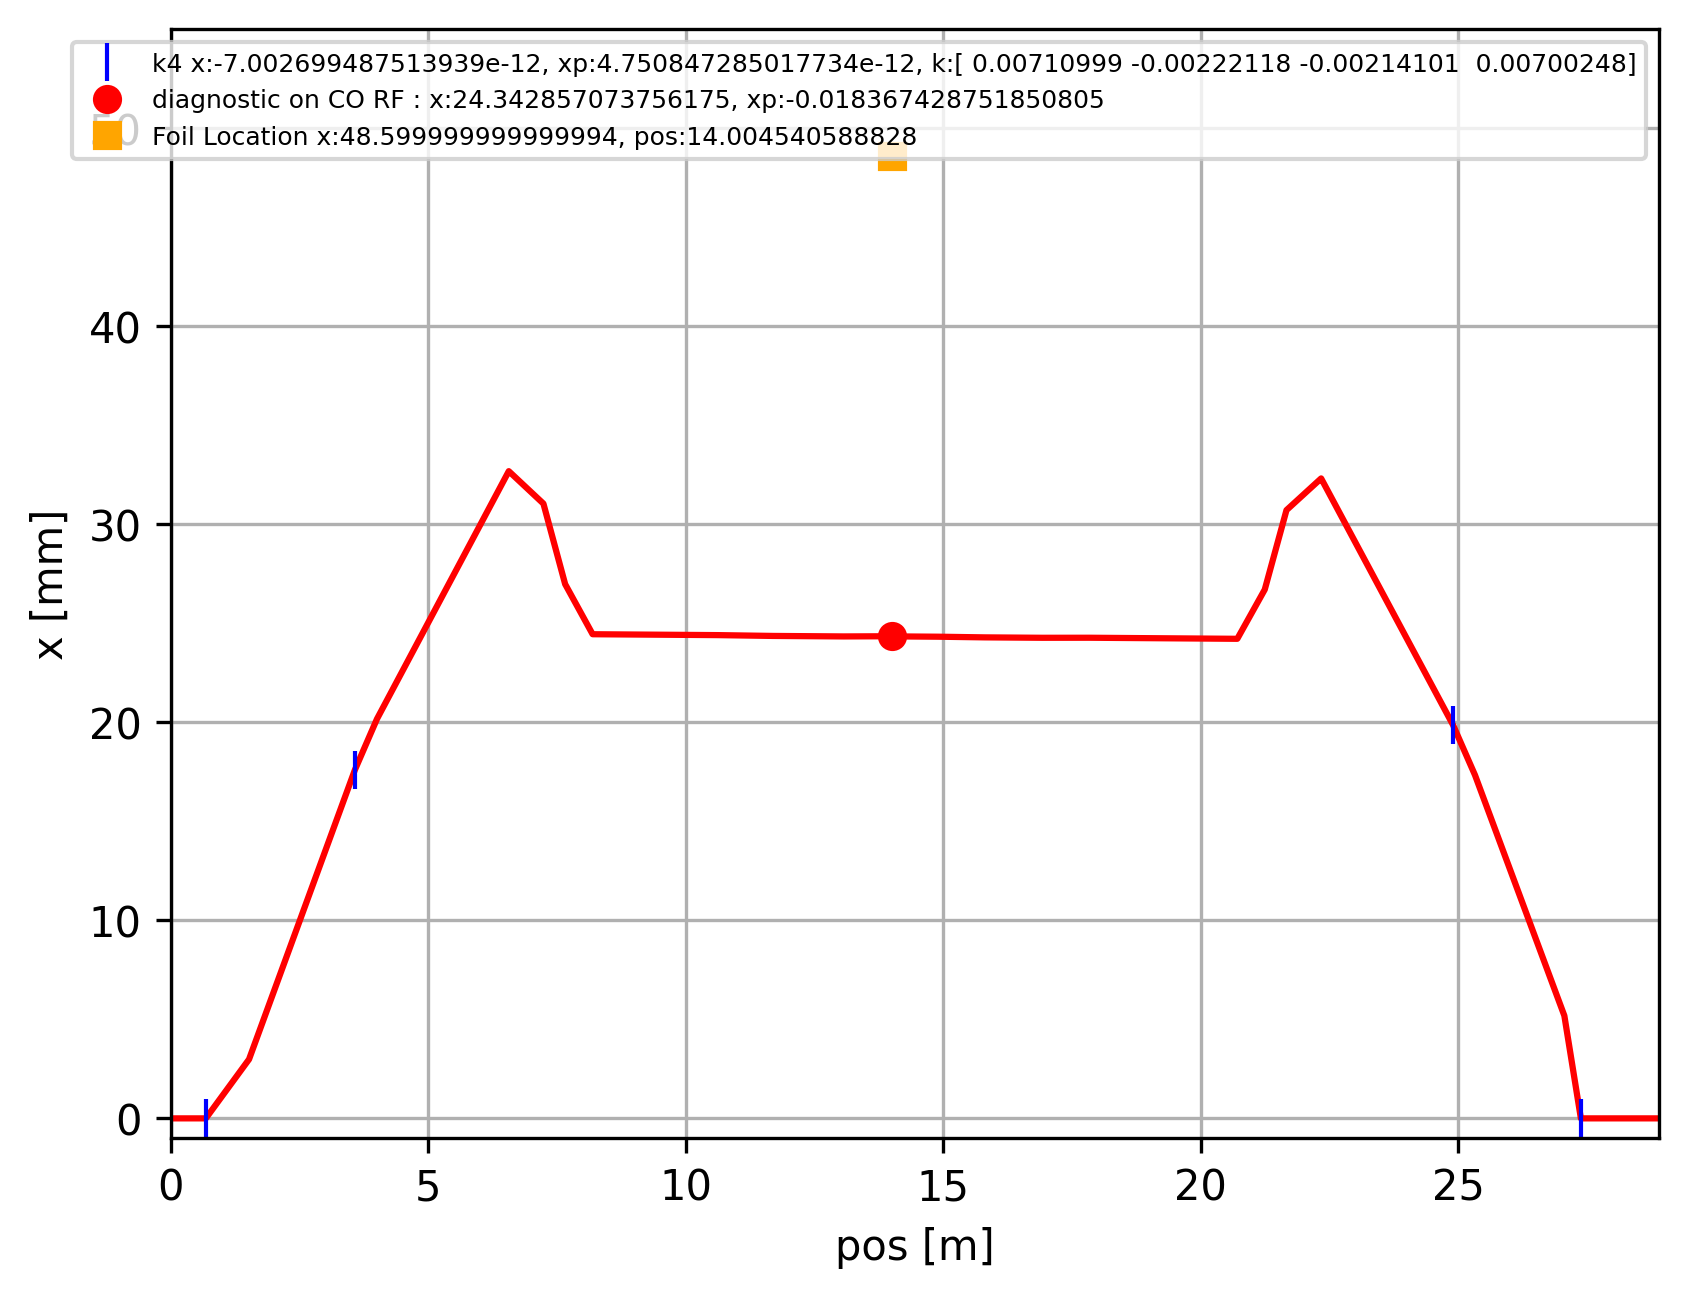 k4 x:-7.002699487513939e-12, xp:4.750847285017734e-12, k:[ 0.00710999 -0.00222118 -0.00214101  0.00700248]
diagnostic on CO RF : x:24.342857073756175, xp:-0.018367428751850805
Foil Location x:48.599999999999994, pos:14.004540588828
50
40
30
20
10
0
x [mm]
0 5 10 15 20 25
pos [m]